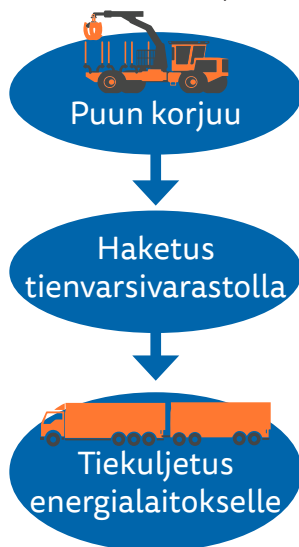 Puun korjuu
Haketus
tienvarsivarastolla
Tiekuljetus
energialaitokselle